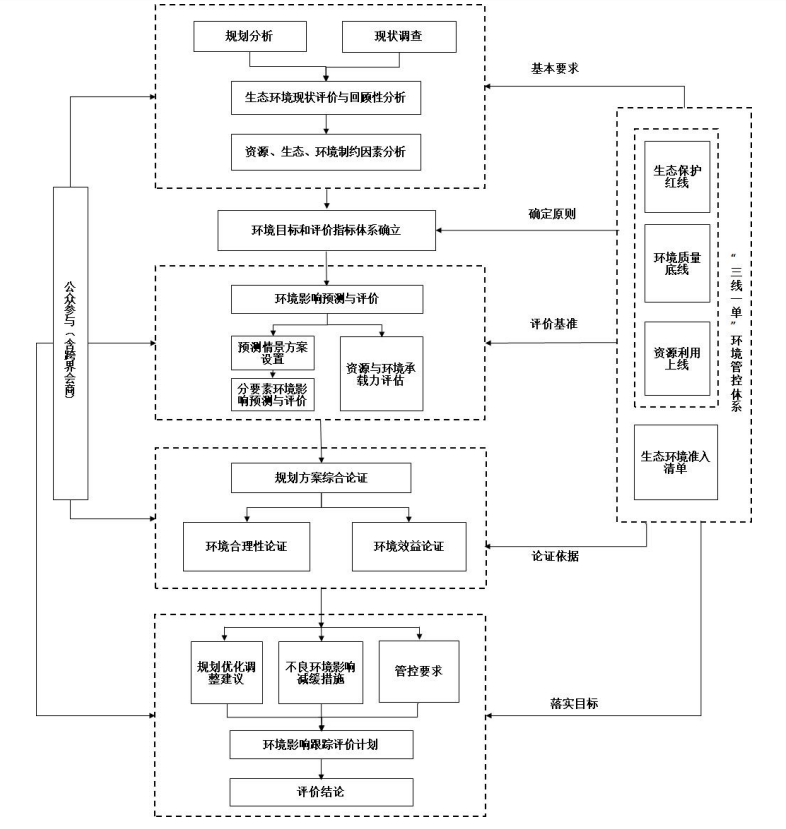 规划分析
现状调查
基本要求
生态环境现状评价与回顾性分析
资源、生态、环境制约因素分析
生态保护
红线
环境目标和评价指标体系确立
确定原则
环境质量
底线
“三线一单”环境管控体系
公众参与（含跨界会商）
环境影响预测与评价
评价基准
预测情景方案
设置
资源与环境承
载力评估
分要素环境影
响预测与评价
资源利用
上线
生态环境准入
清单
规划方案综合论证
环境合理性论证
环境效益论证
论证依据
规划优化调
整建议
不良环境影响
减缓措施
管控要求
落实目标
环境影响跟踪评价计划
评价结论